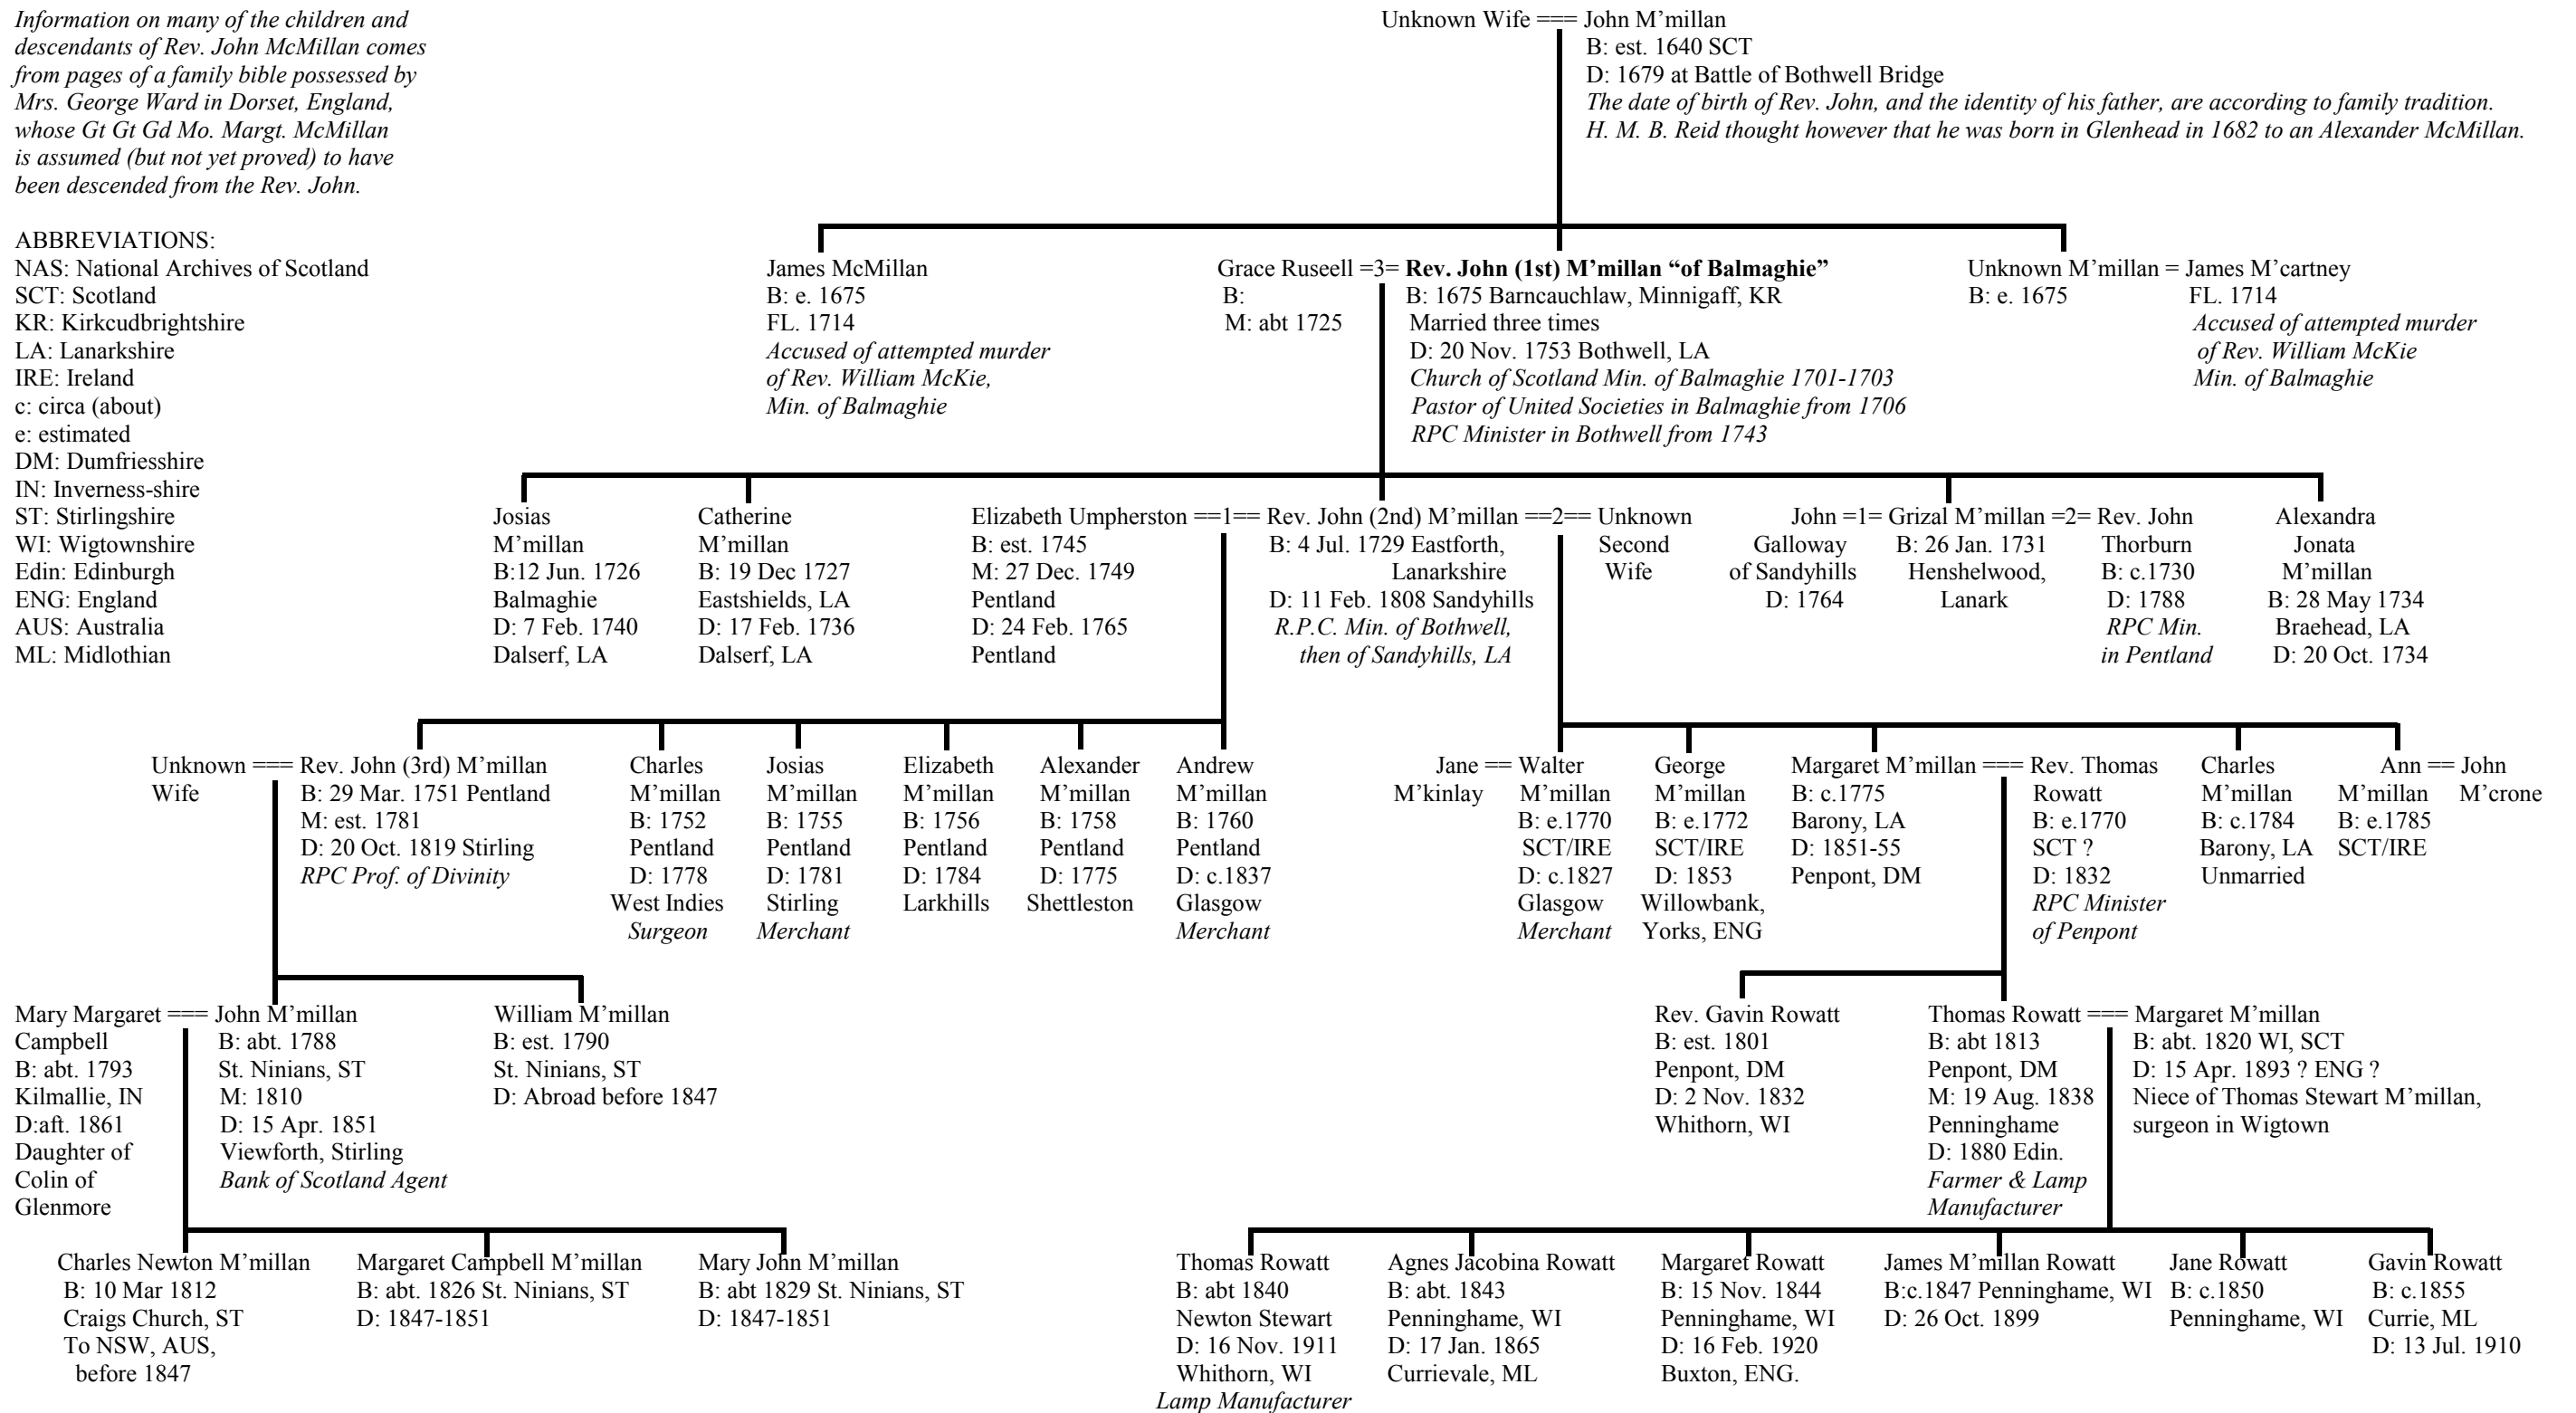 Information on many of the children and
descendants of Rev. John McMillan comes
from pages of a family bible possessed by
Mrs. George Ward in Dorset, England,
whose Gt Gt Gd Mo. Margt. McMillan
is assumed (but not yet proved) to have
been descended from the Rev. John.
ABBREVIATIONS:
NAS: National Archives of Scotland
SCT: Scotland
KR: Kirkcudbrightshire
LA: Lanarkshire
IRE: Ireland
c: circa (about)
e: estimated
DM: Dumfriesshire
IN: Inverness-shire
ST: Stirlingshire
WI: Wigtownshire
Edin: Edinburgh
ENG: England
AUS: Australia
ML: Midlothian
Unknown Wife === John M’millan
B: est. 1640 SCT
D: 1679 at Battle of Bothwell Bridge
The date of birth of Rev. John, and the identity of his father, are according to family tradition.
H. M. B. Reid thought however that he was born in Glenhead in 1682 to an Alexander McMillan.
James McMillan
B: e. 1675
FL. 1714
Accused of attempted murder
of Rev. William McKie,
Min. of Balmaghie
Grace Ruseell =3= Rev. John (1st) M’millan “of Balmaghie”
B:
M: abt 1725
B: 1675 Barncauchlaw, Minnigaff, KR
Married three times
D: 20 Nov. 1753 Bothwell, LA
Church of Scotland Min. of Balmaghie 1701-1703
Pastor of United Societies in Balmaghie from 1706
RPC Minister in Bothwell from 1743
Unknown M’millan = James M’cartney
B: e. 1675
FL. 1714
Accused of attempted murder
of Rev. William McKie
Min. of Balmaghie
Josias
M’millan
B:12 Jun. 1726
Balmaghie
D: 7 Feb. 1740
Dalserf, LA
Catherine
M’millan
B: 19 Dec 1727
Eastshields, LA
D: 17 Feb. 1736
Dalserf, LA
Elizabeth Umpherston ==1== Rev. John (2nd) M’millan ==2== Unknown
B: est. 1745
M: 27 Dec. 1749
Pentland
D: 24 Feb. 1765
Pentland
B: 4 Jul. 1729 Eastforth,
Lanarkshire
D: 11 Feb. 1808 Sandyhills
R.P.C. Min. of Bothwell,
then of Sandyhills, LA
Second
Wife
John =1= Grizal M’millan =2= Rev. John
Galloway
of Sandyhills
D: 1764
B: 26 Jan. 1731
Henshelwood,
Lanark
Thorburn
B: c.1730
D: 1788
RPC Min.
in Pentland
Alexandra
Jonata
M’millan
B: 28 May 1734
Braehead, LA
D: 20 Oct. 1734
Unknown === Rev. John (3rd) M’millan
Wife
B: 29 Mar. 1751 Pentland
M: est. 1781
D: 20 Oct. 1819 Stirling
RPC Prof. of Divinity
Charles
M’millan
B: 1752
Pentland
D: 1778
West Indies
Surgeon
Josias
M’millan
B: 1755
Pentland
D: 1781
Stirling
Merchant
Elizabeth
M’millan
B: 1756
Pentland
D: 1784
Larkhills
Alexander
M’millan
B: 1758
Pentland
D: 1775
Shettleston
Andrew
M’millan
B: 1760
Pentland
D: c.1837
Glasgow
Merchant
Jane == Walter
M’kinlay
M’millan
B: e.1770
SCT/IRE
D: c.1827
Glasgow
Merchant
George
M’millan
B: e.1772
SCT/IRE
D: 1853
Willowbank,
Yorks, ENG
Margaret M’millan === Rev. Thomas
B: c.1775
Barony, LA
D: 1851-55
Penpont, DM
Rowatt
B: e.1770
SCT ?
D: 1832
RPC Minister
of Penpont
Charles
M’millan
B: c.1784
Barony, LA
Unmarried
Ann == John
M’millan
B: e.1785
SCT/IRE
M’crone
Mary Margaret === John M’millan
Campbell
B: abt. 1793
Kilmallie, IN
D:aft. 1861
Daughter of
Colin of
Glenmore
B: abt. 1788
St. Ninians, ST
M: 1810
D: 15 Apr. 1851
Viewforth, Stirling
Bank of Scotland Agent
William M’millan
B: est. 1790
St. Ninians, ST
D: Abroad before 1847
Rev. Gavin Rowatt
B: est. 1801
Penpont, DM
D: 2 Nov. 1832
Whithorn, WI
Thomas Rowatt === Margaret M’millan
B: abt 1813
Penpont, DM
M: 19 Aug. 1838
Penninghame
D: 1880 Edin.
Farmer & Lamp
Manufacturer
B: abt. 1820 WI, SCT
D: 15 Apr. 1893 ? ENG ?
Niece of Thomas Stewart M’millan,
surgeon in Wigtown
Charles Newton M’millan
B: 10 Mar 1812
Craigs Church, ST
To NSW, AUS,
before 1847
Margaret Campbell M’millan
B: abt. 1826 St. Ninians, ST
D: 1847-1851
Mary John M’millan
B: abt 1829 St. Ninians, ST
D: 1847-1851
Thomas Rowatt
B: abt 1840
Newton Stewart
D: 16 Nov. 1911
Whithorn, WI
Lamp Manufacturer
Agnes Jacobina Rowatt
B: abt. 1843
Penninghame, WI
D: 17 Jan. 1865
Currievale, ML
Margaret Rowatt
B: 15 Nov. 1844
Penninghame, WI
D: 16 Feb. 1920
Buxton, ENG.
James M’millan Rowatt
B:c.1847 Penninghame, WI
D: 26 Oct. 1899
Jane Rowatt
B: c.1850
Penninghame, WI
Gavin Rowatt
B: c.1855
Currie, ML
D: 13 Jul. 1910